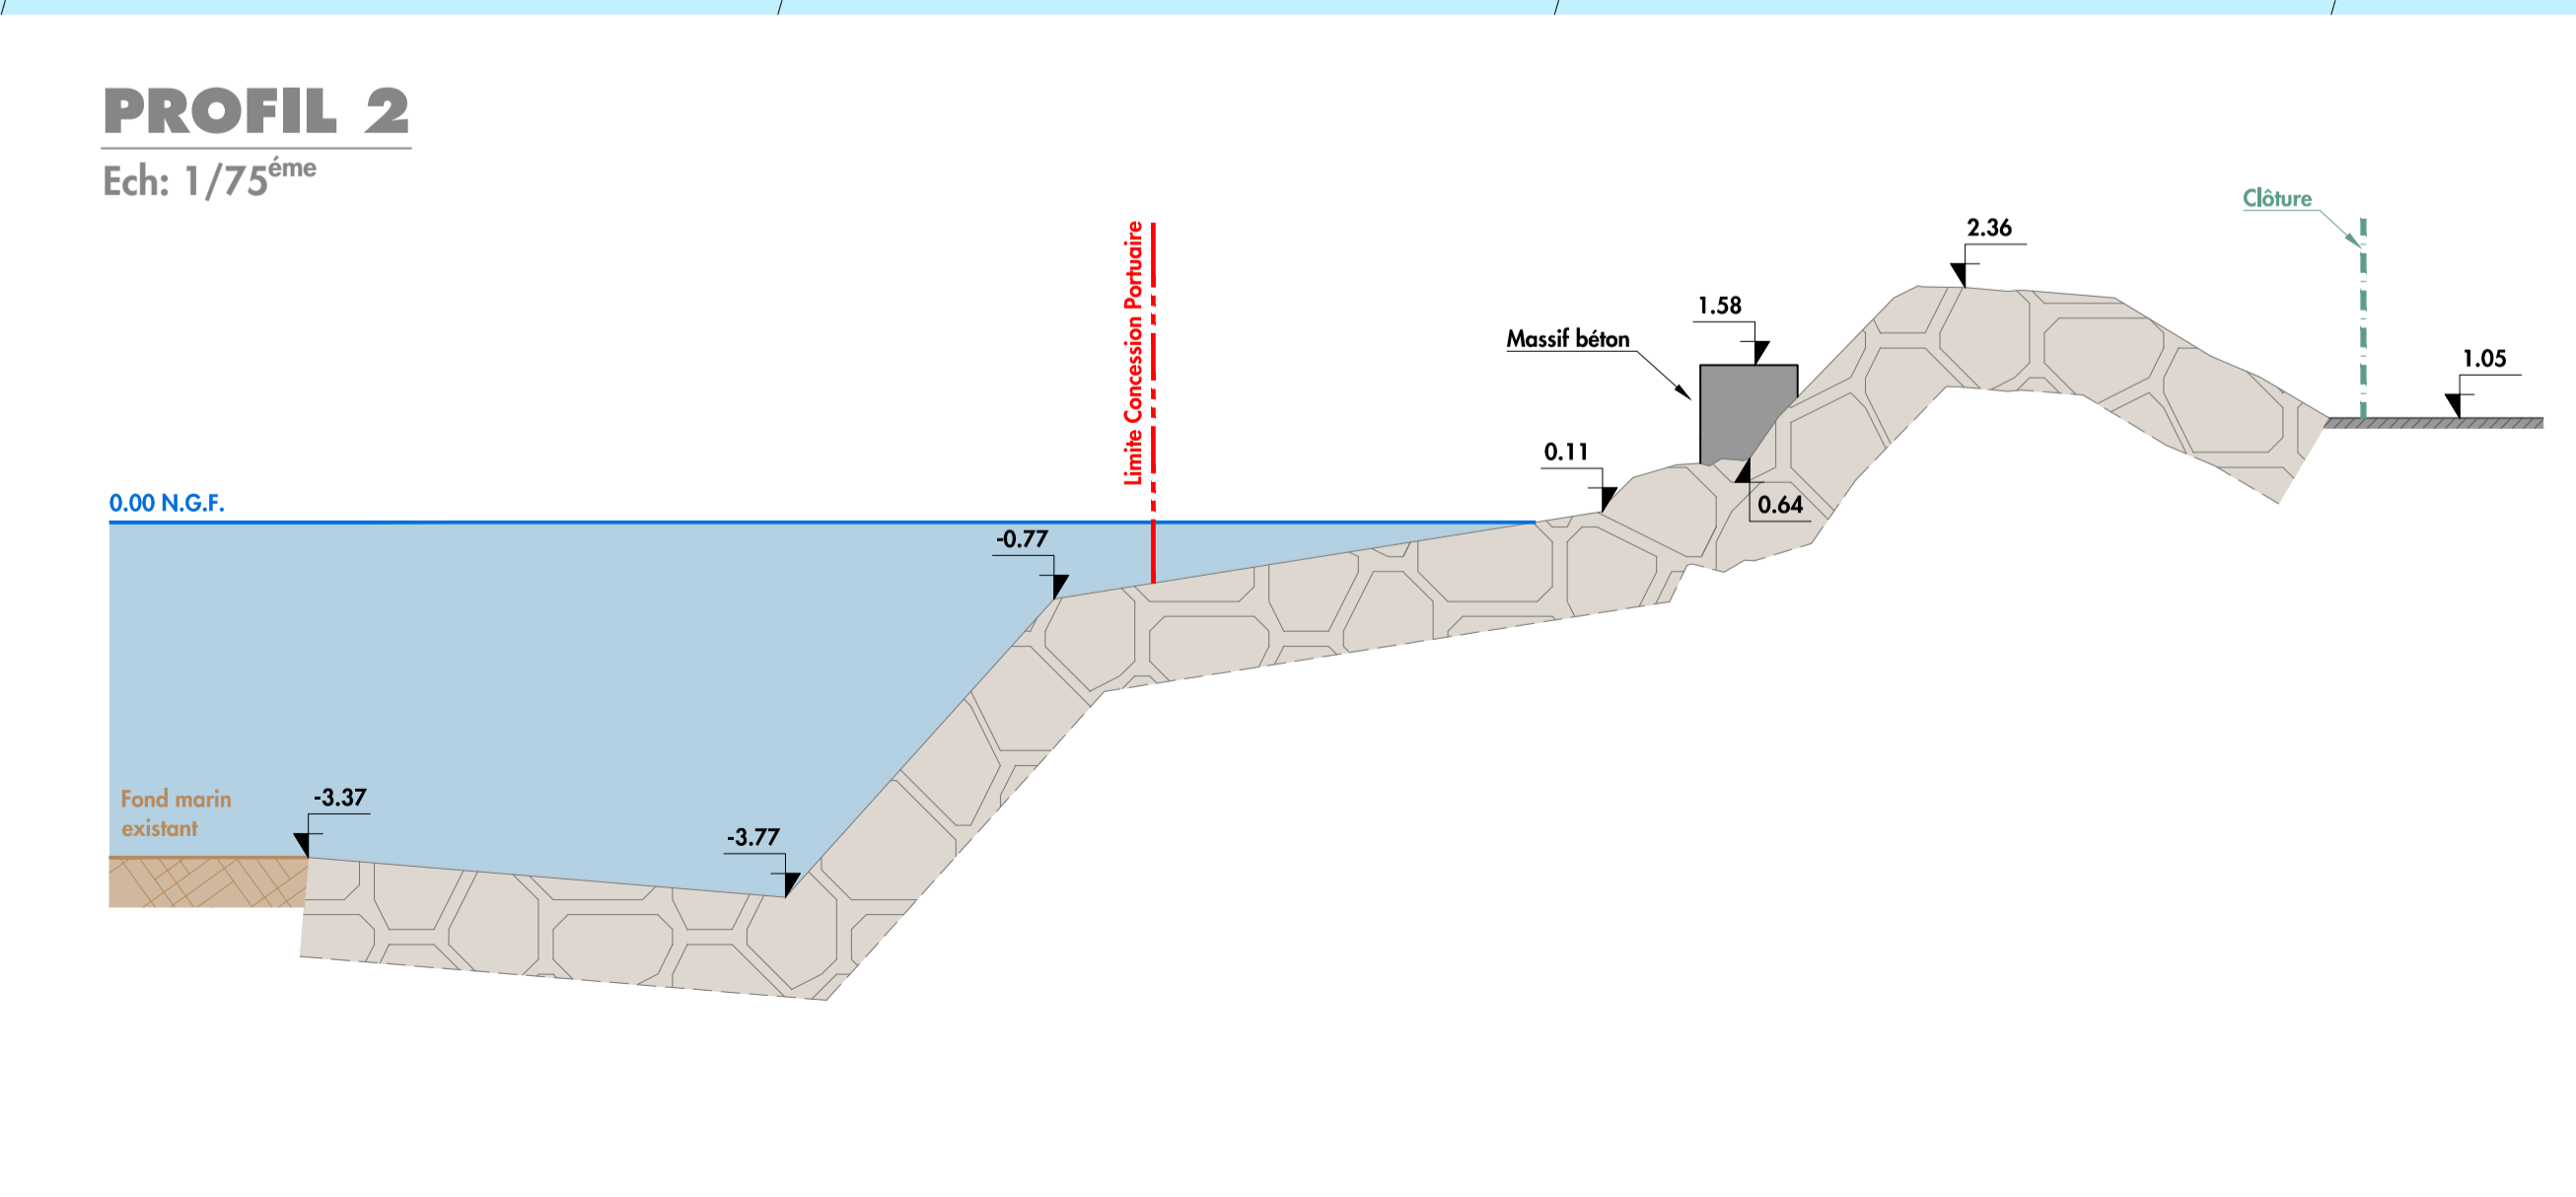 PROFIL 2
Ech: 1/75éme
Clôture
2.36
Limite Concession Portuaire
1.58
Massif béton
1.05
0.11
0.00 N.G.F.
0.64
-0.77
Fond marin
existant
-3.37
-3.77